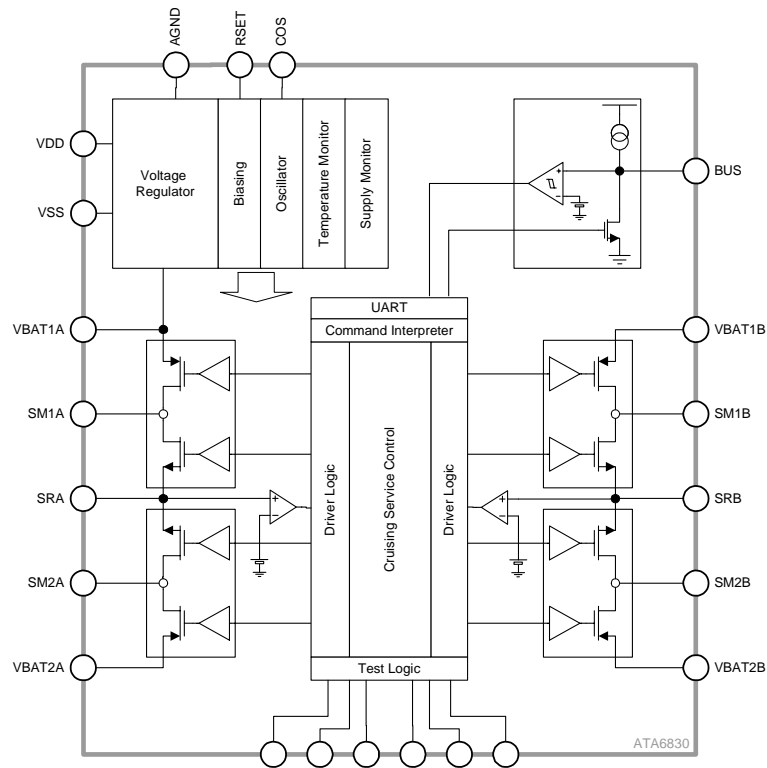 AGND
RSET
COS
VDD
VSS
Voltage
Regulator
Biasing
Oscillator
Temperature Monitor
Supply Monitor
+
-
BUS
UART
Command Interpreter
VBAT1A
VBAT1B
SM1A
SM1B
Driver Logic
Cruising Service Control
Driver Logic
SRA
+
-
+
-
SRB
SM2A
SM2B
VBAT2A
VBAT2B
Test Logic
ATA6830